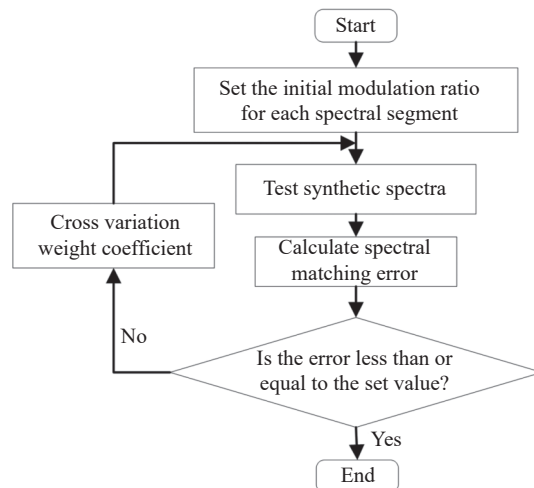 Start
Set the initial modulation ratio
for each spectral segment
Test synthetic spectra
Cross variation
weight coefficient
Calculate spectral
matching error
No
Is the error less than or
equal to the set value?
Yes
End